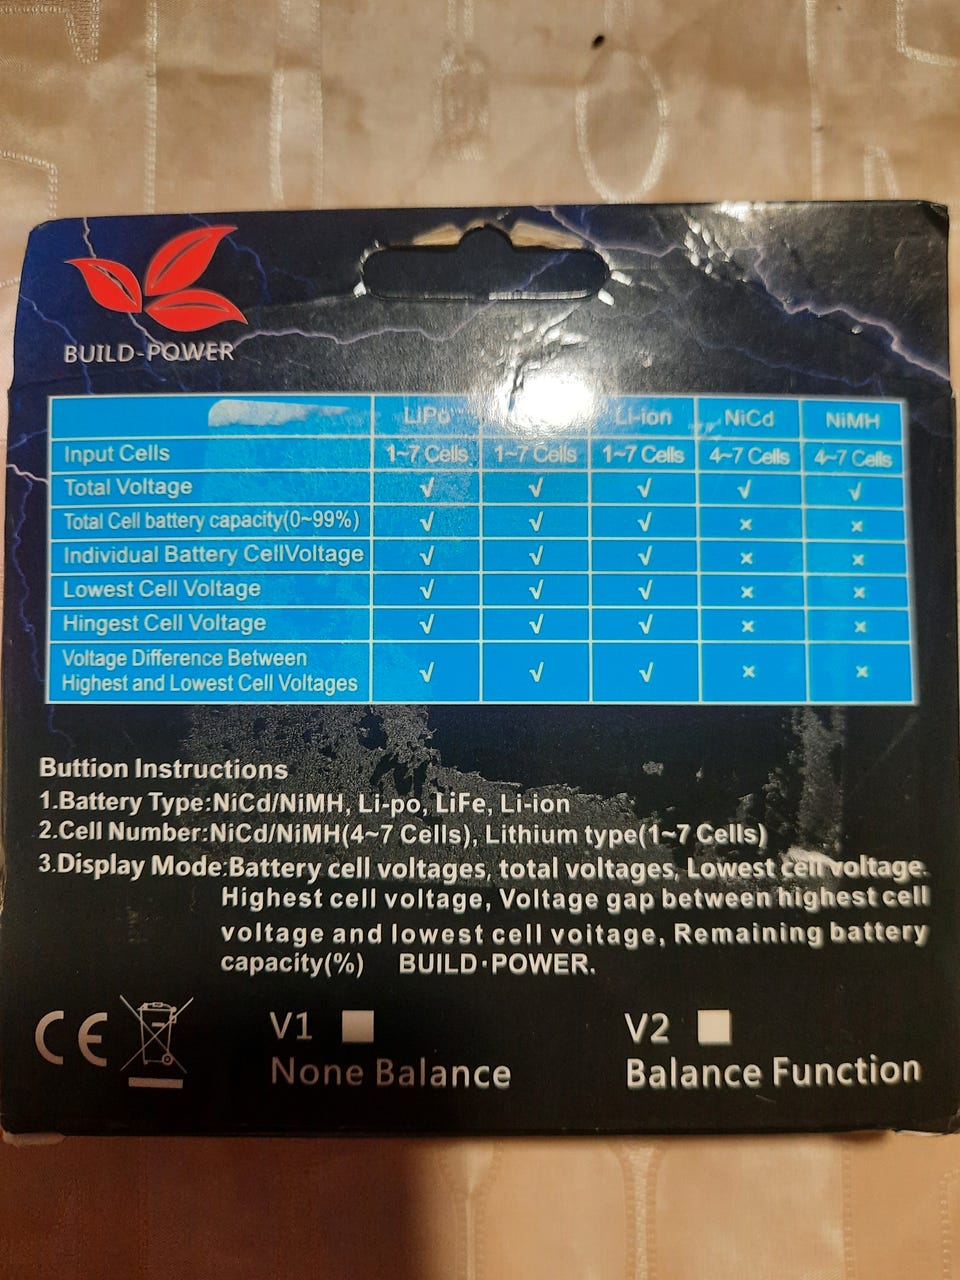 BUILD-POWER
LiPo Li-ion NiCd NiMH
Input Cells 1~7 Cells 1~7 Cells 1~7 Cells 4~7 Cells 4~7 Cells
Total Voltage √ √ √ √ √
Total Cell battery capacity(0~99%) √ √ √ × ×
Individual Battery CellVoltage √ √ √ × ×
Lowest Cell Voltage √ √ √ × ×
Hingest Cell Voltage √ √ √ × ×
Voltage Difference Between
Highest and Lowest Cell Voltages √ √ √ × ×
Buttion Instructions
1.Battery Type:NiCd/NiMH, Li-po, LiFe, Li-ion
2.Cell Number:NiCd/NiMH(4~7 Cells), Lithium type(1~7 Cells)
3.Display Mode:Battery cell voltages, total voltages, Lowest cell voltage.
Highest cell voltage, Voltage gap between highest cell
voltage and lowest cell voitage, Remaining battery
capacity(%) BUILD·POWER.
CE V1 V2
None Balance Balance Function